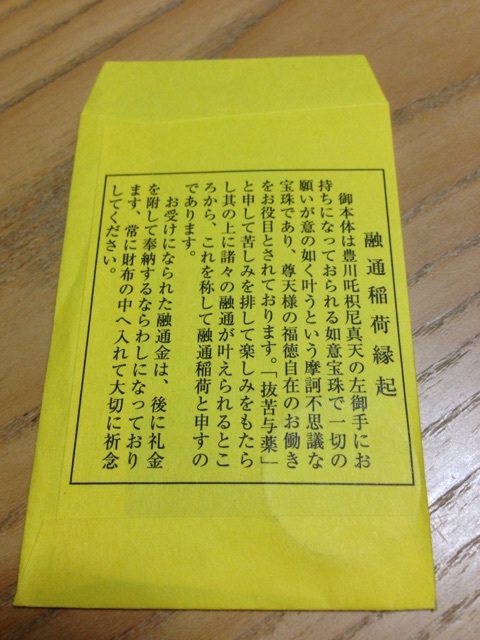 融通稲荷縁起
御本体は豊川吒枳尼真天の左御手にお
持ちになっておられる如意宝珠で一切の
願いが意の如く叶うという摩訶不思議な
宝珠であり、尊天様の福徳自在のお働き
をお役目とされております。「抜苦与薬」
と申して苦しみを排して楽しみをもたら
し其の上に諸々の融通が叶えられるとこ
ろから、これを称して融通稲荷と申すの
であります。
お受けになられた融通金は、後に礼金
を附して奉納するならわしになっており
ます、常に財布の中へ入れて大切に祈念
してください。